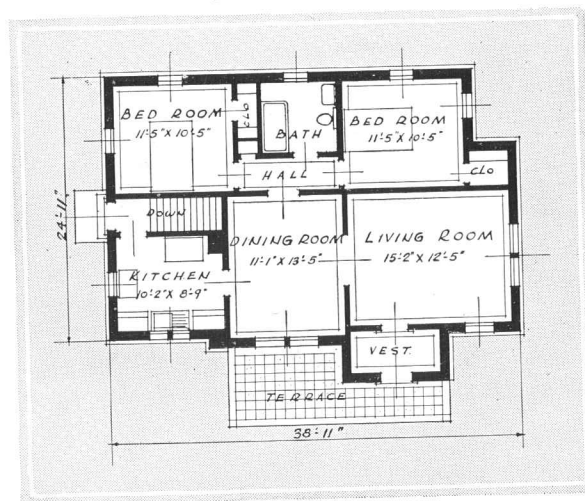 BED ROOM
11'-5" X 10'-5"
CLO
BATH
BED ROOM
11'-5" X 10'-5"
HALL
CLO
DOWN
24'-11"
DINING ROOM
11'-1" X 13'-5"
LIVING ROOM
15'-2" X 12'-5"
KITCHEN
10'-2" X 8'-9"
VEST.
TERRACE
38'-11"